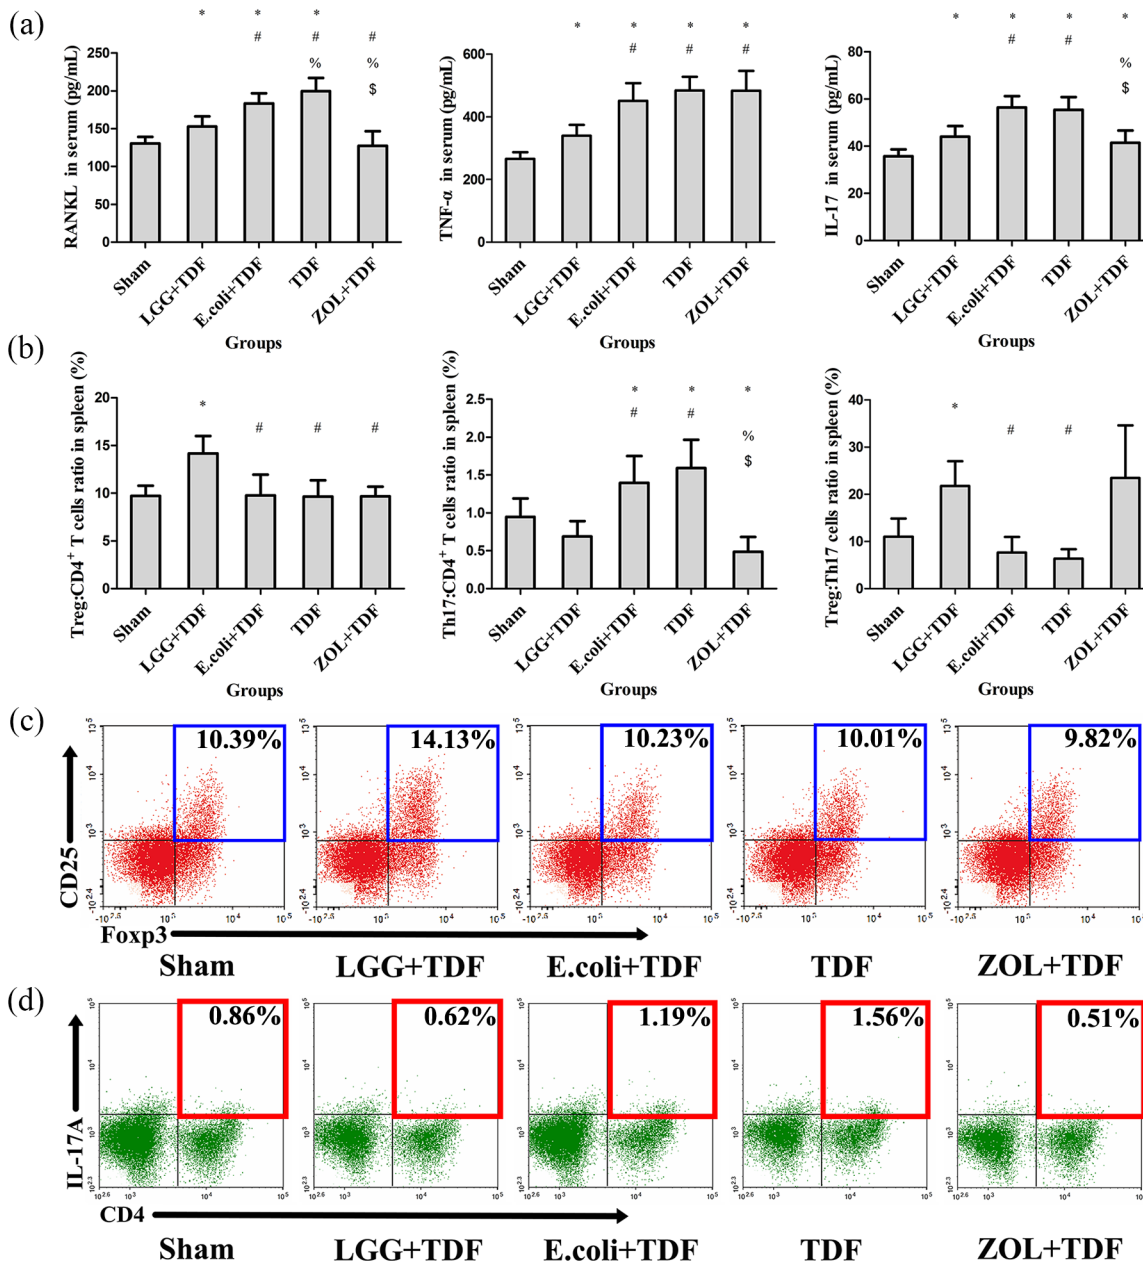 (a)
* * *
# # #
% %
$
RANKL in serum (pg/mL)
250
200
150
100
50
0
Sham
LGG+TDF
E.coli+TDF
TDF
ZOL+TDF
Groups
* * * *
# # #
TNF-α in serum (pg/mL)
600
400
200
0
Sham
LGG+TDF
E.coli+TDF
TDF
ZOL+TDF
Groups
* * * *
# #
%
$
IL-17 in serum (pg/mL)
80
60
40
20
0
Sham
LGG+TDF
E.coli+TDF
TDF
ZOL+TDF
Groups
(b)
*
# # #
Treg:CD4+ T cells ratio in spleen (%)
20
15
10
5
0
Sham
LGG+TDF
E.coli+TDF
TDF
ZOL+TDF
Groups
* * *
# #
%
$
Th17:CD4+ T cells ratio in spleen (%)
2.5
2.0
1.5
1.0
0.5
0.0
Sham
LGG+TDF
E.coli+TDF
TDF
ZOL+TDF
Groups
*
# #
Treg:Th17 cells ratio in spleen (%)
40
30
20
10
0
Sham
LGG+TDF
E.coli+TDF
TDF
ZOL+TDF
Groups
(c)
10.39% 14.13% 10.23% 10.01% 9.82%
CD25
Foxp3
Sham LGG+TDF E.coli+TDF TDF ZOL+TDF
(d)
0.86% 0.62% 1.19% 1.56% 0.51%
IL-17A
CD4
Sham LGG+TDF E.coli+TDF TDF ZOL+TDF